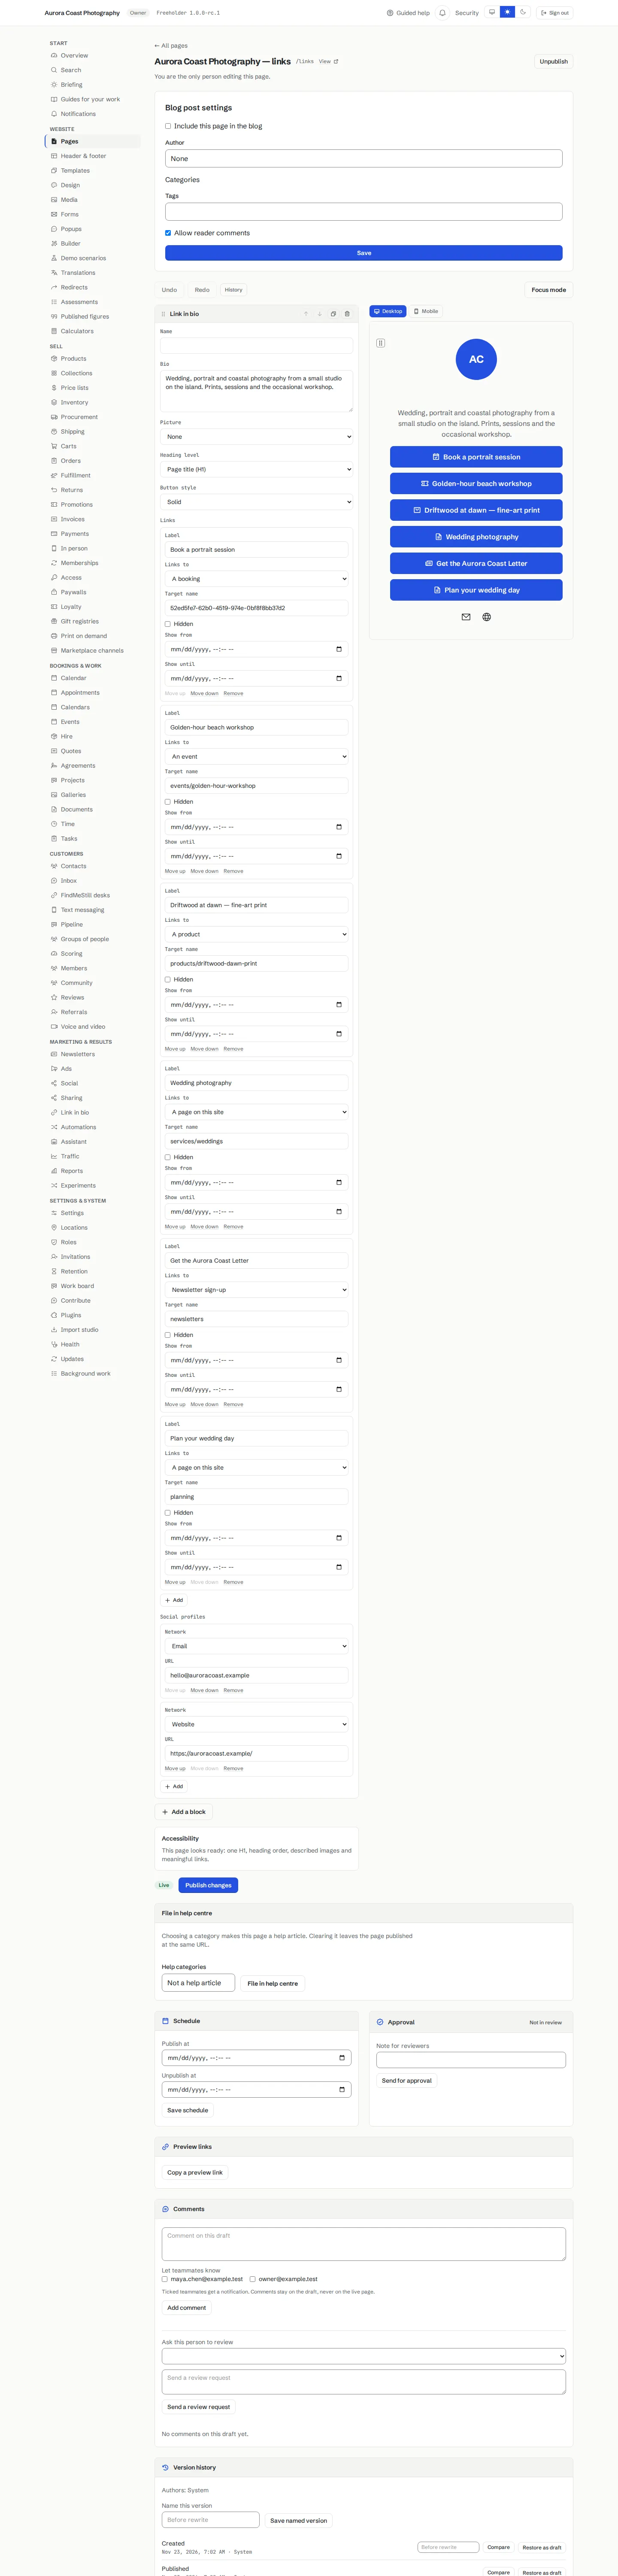 Aurora Coast Photography Owner Freeholder 1.0.0-rc.1 Guided help Security Sign out
START
Overview
Search
Briefing
Guides for your work
Notifications
WEBSITE
Pages
Header & footer
Templates
Design
Media
Forms
Popups
Builder
Demo scenarios
Translations
Redirects
Assessments
Published figures
Calculators
SELL
Products
Collections
Price lists
Inventory
Procurement
Shipping
Carts
Orders
Fulfillment
Returns
Promotions
Invoices
Payments
In person
Memberships
Access
Paywalls
Loyalty
Gift registries
Print on demand
Marketplace channels
BOOKINGS & WORK
Calendar
Appointments
Calendars
Events
Hire
Quotes
Agreements
Projects
Galleries
Documents
Time
Tasks
CUSTOMERS
Contacts
Inbox
FindMeStill desks
Text messaging
Pipeline
Groups of people
Scoring
Members
Community
Reviews
Referrals
Voice and video
MARKETING & RESULTS
Newsletters
Ads
Social
Sharing
Link in bio
Automations
Assistant
Traffic
Reports
Experiments
SETTINGS & SYSTEM
Settings
Locations
Roles
Invitations
Retention
Work board
Contribute
Plugins
Import studio
Health
Updates
Background work
← All pages
Aurora Coast Photography — links /links View Unpublish
You are the only person editing this page.
Blog post settings
Include this page in the blog
Author
None
Categories
Tags
Allow reader comments
Save
Undo Redo History Focus mode
Link in bio
Name
Bio
Wedding, portrait and coastal photography from a small studio
on the island. Prints, sessions and the occasional workshop.
Picture
None
Heading level
Page title (H1)
Button style
Solid
Links
Label
Book a portrait session
Links to
A booking
Target name
Hidden
Show from
mm/dd/yyyy, --:-- --
Show until
mm/dd/yyyy, --:-- --
Move up Move down Remove
Label
Golden-hour beach workshop
Links to
An event
Target name
events/golden-hour-workshop
Hidden
Show from
mm/dd/yyyy, --:-- --
Show until
mm/dd/yyyy, --:-- --
Move up Move down Remove
Label
Driftwood at dawn — fine-art print
Links to
A product
Target name
products/driftwood-dawn-print
Hidden
Show from
mm/dd/yyyy, --:-- --
Show until
mm/dd/yyyy, --:-- --
Move up Move down Remove
Label
Wedding photography
Links to
A page on this site
Target name
services/weddings
Hidden
Show from
mm/dd/yyyy, --:-- --
Show until
mm/dd/yyyy, --:-- --
Move up Move down Remove
Label
Get the Aurora Coast Letter
Links to
Newsletter sign-up
Target name
newsletters
Hidden
Show from
mm/dd/yyyy, --:-- --
Show until
mm/dd/yyyy, --:-- --
Move up Move down Remove
Label
Plan your wedding day
Links to
A page on this site
Target name
planning
Hidden
Show from
mm/dd/yyyy, --:-- --
Show until
mm/dd/yyyy, --:-- --
Move up Move down Remove
Add
Social profiles
Network
Email
URL
hello@auroracoast.example
Move up Move down Remove
Network
Website
URL
https://auroracoast.example/
Move up Move down Remove
Add
Add a block
Desktop Mobile
AC
Wedding, portrait and coastal photography from a
small studio on the island. Prints, sessions and the
occasional workshop.
Book a portrait session
Golden-hour beach workshop
Driftwood at dawn — fine-art print
Wedding photography
Get the Aurora Coast Letter
Plan your wedding day
Accessibility
This page looks ready: one H1, heading order, described images and
meaningful links.
Live Publish changes
File in help centre
Choosing a category makes this page a help article. Clearing it leaves the page published
at the same URL.
Help categories
Not a help article File in help centre
Schedule
Publish at
mm/dd/yyyy, --:-- --
Unpublish at
mm/dd/yyyy, --:-- --
Save schedule
Approval Not in review
Note for reviewers
Send for approval
Preview links
Copy a preview link
Comments
Comment on this draft
Let teammates know
maya.chen@example.test owner@example.test
Ticked teammates get a notification. Comments stay on the draft, never on the live page.
Add comment
Ask this person to review
Send a review request
Send a review request
No comments on this draft yet.
Version history
Authors: System
Name this version
Before rewrite Save named version
Created
Nov 23, 2026, 7:02 AM · System
Before rewrite Compare Restore as draft
Published
Compare Restore as draft